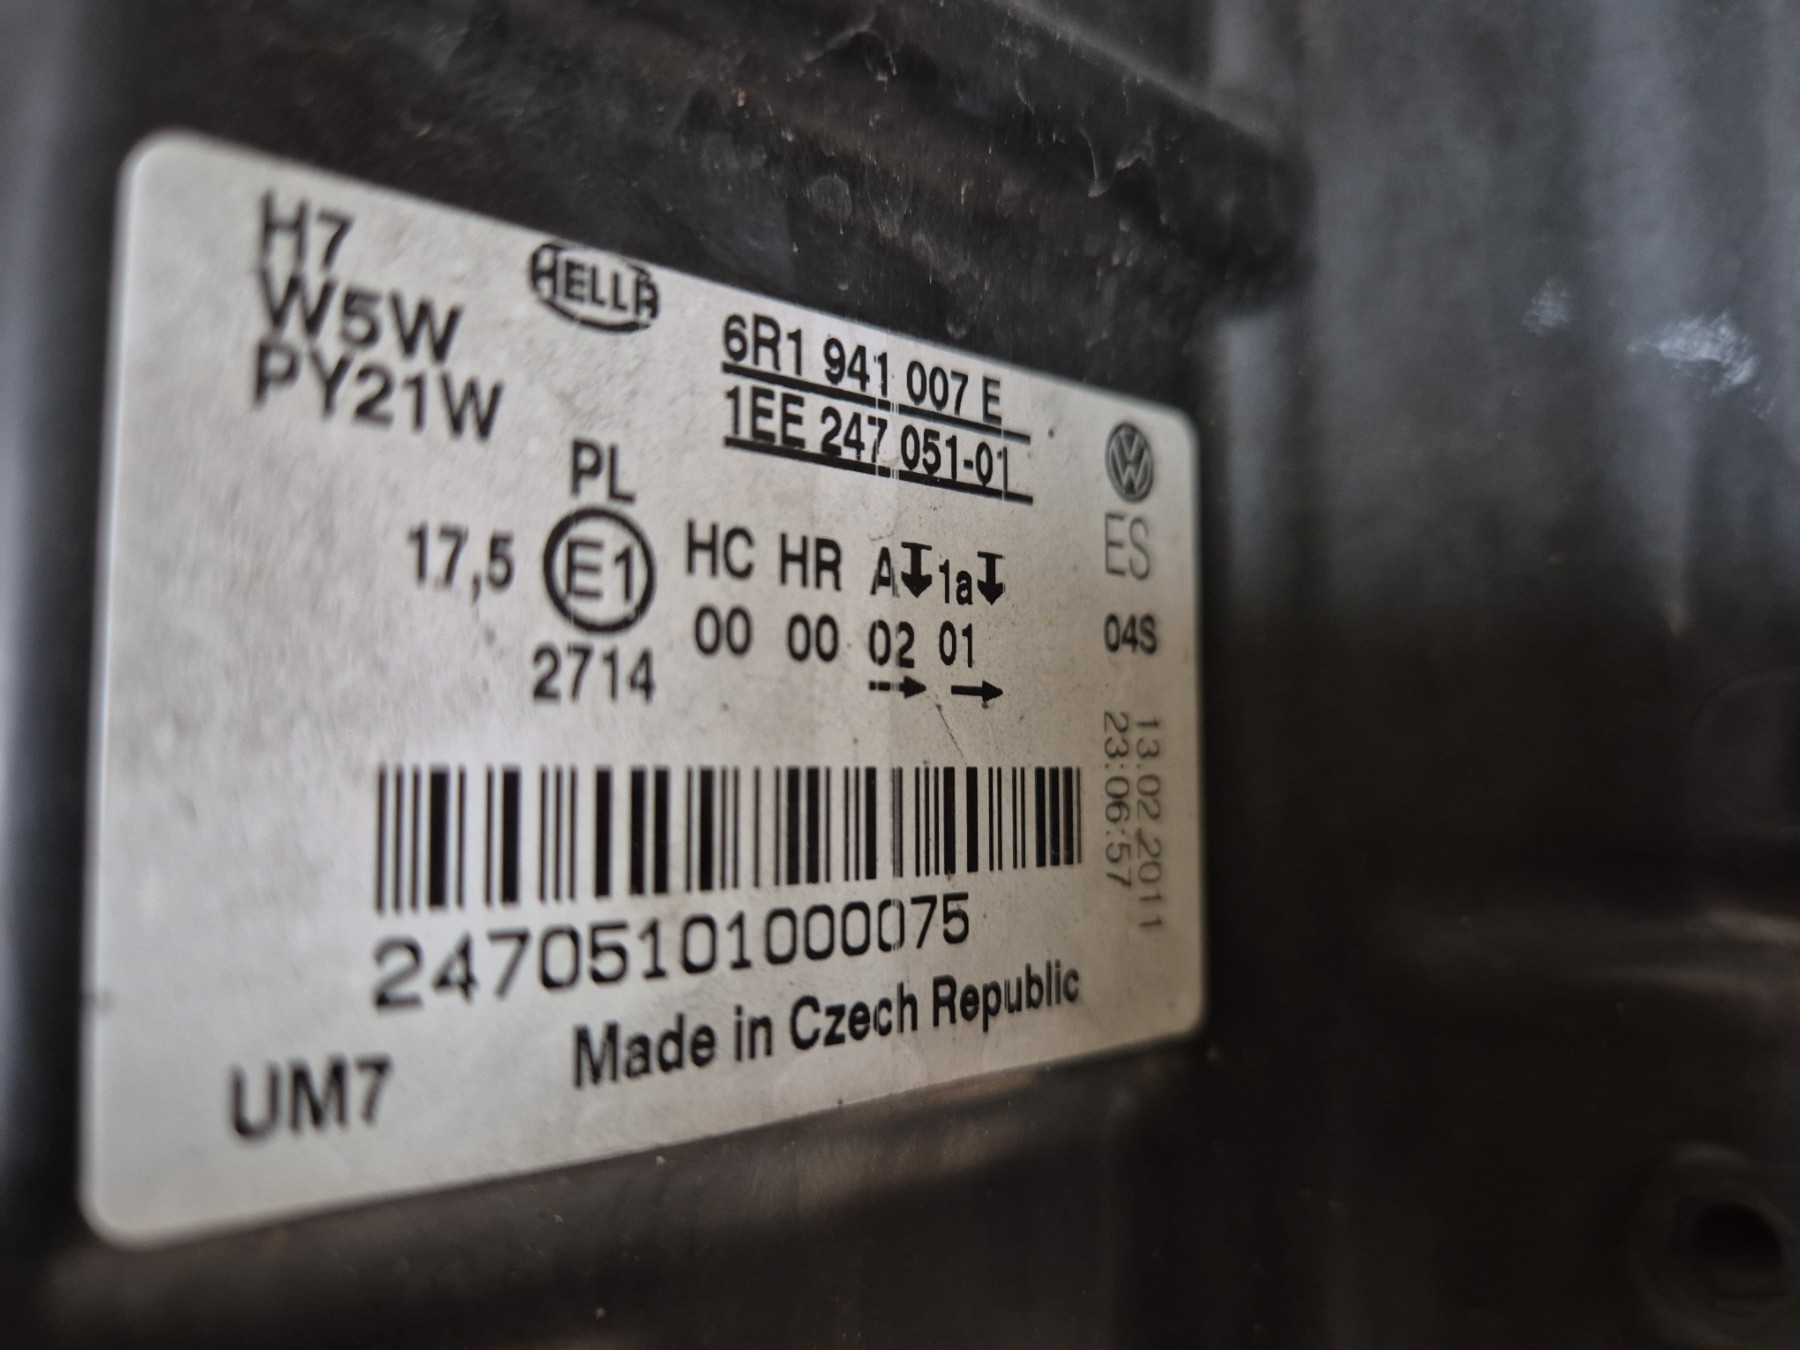 H7
W5W
PY21W
HELLA
6R1 941 007 E
1EE 247 051-01
PL
17,5 E1 HC HR A 1a
2714 00 00 02 01
VW
ES
04S
13.02.2011
23:06:57
24705101000075
Made in Czech Republic
UM7